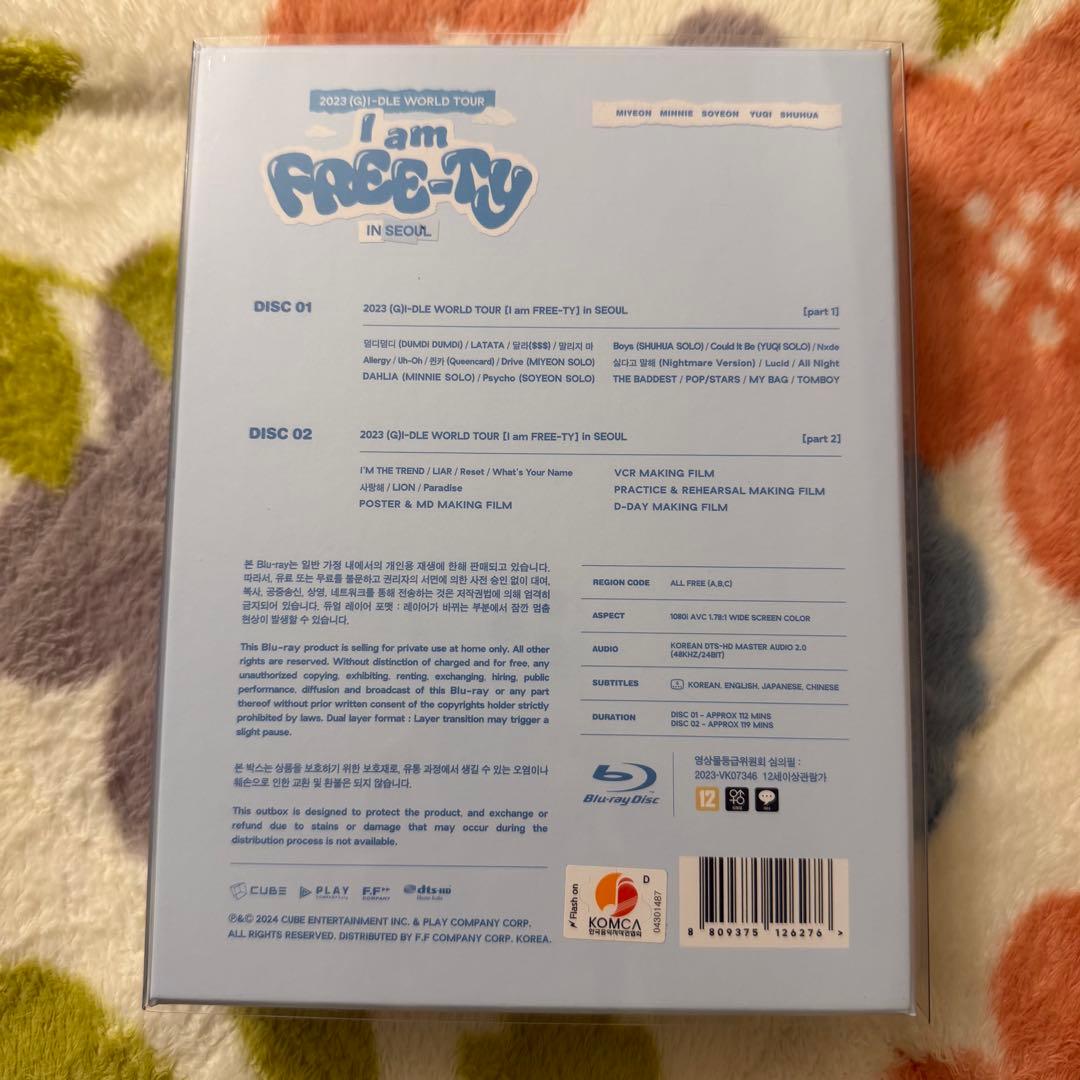 2023 (G)I-DLE WORLD TOUR
I am
FREE-TY
IN SEOUL
MIYEON MINNIE SOYEON YUQI SHUHUA
DISC 01
2023 (G)I-DLE WORLD TOUR [I am FREE-TY] in SEOUL
[part 1]
덤디덤디 (DUMDi DUMDi) / LATATA / 달라($$$) / 말리지 마
Allergy / Uh-Oh / 퀸카 (Queencard) / Drive (MIYEON SOLO)
DAHLIA (MINNIE SOLO) / Psycho (SOYEON SOLO)
Boys (SHUHUA SOLO) / Could It Be (YUQI SOLO) / Nxde
싫다고 말해 (Nightmare Version) / Lucid / All Night
THE BADDEST / POP/STARS / MY BAG / TOMBOY
DISC 02
2023 (G)I-DLE WORLD TOUR [I am FREE-TY] in SEOUL
[part 2]
I'M THE TREND / LIAR / Reset / What's Your Name
사랑해 / LION / Paradise
POSTER & MD MAKING FILM
VCR MAKING FILM
PRACTICE & REHEARSAL MAKING FILM
D-DAY MAKING FILM
본 Blu-ray는 일반 가정 내에서의 개인용 재생에 한해 판매되고 있습니다.
따라서, 유료 또는 무료를 불문하고 권리자의 서면에 의한 사전 승인 없이 대여,
복사, 공중송신, 상영, 네트워크를 통해 전송하는 것은 저작권법에 의해 엄격히
금지되어 있습니다. 듀얼 레이어 포맷 : 레이어가 바뀌는 부분에서 잠깐 멈춤
현상이 발생할 수 있습니다.
This Blu-ray product is selling for private use at home only. All other
rights are reserved. Without distinction of charged and for free, any
unauthorized copying, exhibiting, renting, exchanging, hiring, public
performance, diffusion and broadcast of this Blu-ray or any part
thereof without prior written consent of the copyrights holder strictly
prohibited by laws. Dual layer format : Layer transition may trigger a
slight pause.
본 박스는 상품을 보호하기 위한 보호재로, 유통 과정에서 생길 수 있는 오염이나
훼손으로 인한 교환 및 환불은 되지 않습니다.
This outbox is designed to protect the product, and exchange or
refund due to stains or damage that may occur during the
distribution process is not available.
REGION CODE ALL FREE (A,B,C)
ASPECT 1080i AVC 1.78:1 WIDE SCREEN COLOR
AUDIO KOREAN DTS-HD MASTER AUDIO 2.0
(48KHZ/24BIT)
SUBTITLES KOREAN, ENGLISH, JAPANESE, CHINESE
DURATION DISC 01 - APPROX 112 MINS
DISC 02 - APPROX 119 MINS
Blu-ray Disc
영상물등급위원회 심의필 :
2023-VK07346 12세이상관람가
12
CUBE
PLAY
F.F
COMPANY
dts-HD
Master Audio
Ⓟ&© 2024 CUBE ENTERTAINMENT INC. & PLAY COMPANY CORP.
ALL RIGHTS RESERVED. DISTRIBUTED BY F.F COMPANY CORP. KOREA.
Flash on
D
KOMCA
한국음악저작권협회
04301487
8 809375 126276 >